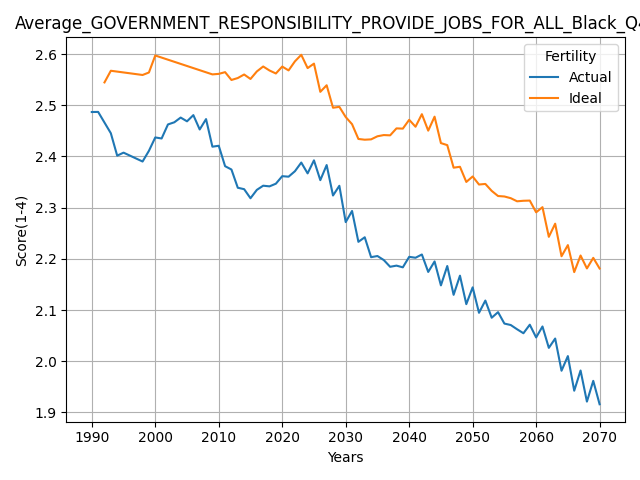 Average_GOVERNMENT_RESPONSIBILITY_PROVIDE_JOBS_FOR_ALL_Black_Q4
Fertility
Actual
Ideal
Score(1-4)
2.6
2.5
2.4
2.3
2.2
2.1
2.0
1.9
1990 2000 2010 2020 2030 2040 2050 2060 2070
Years